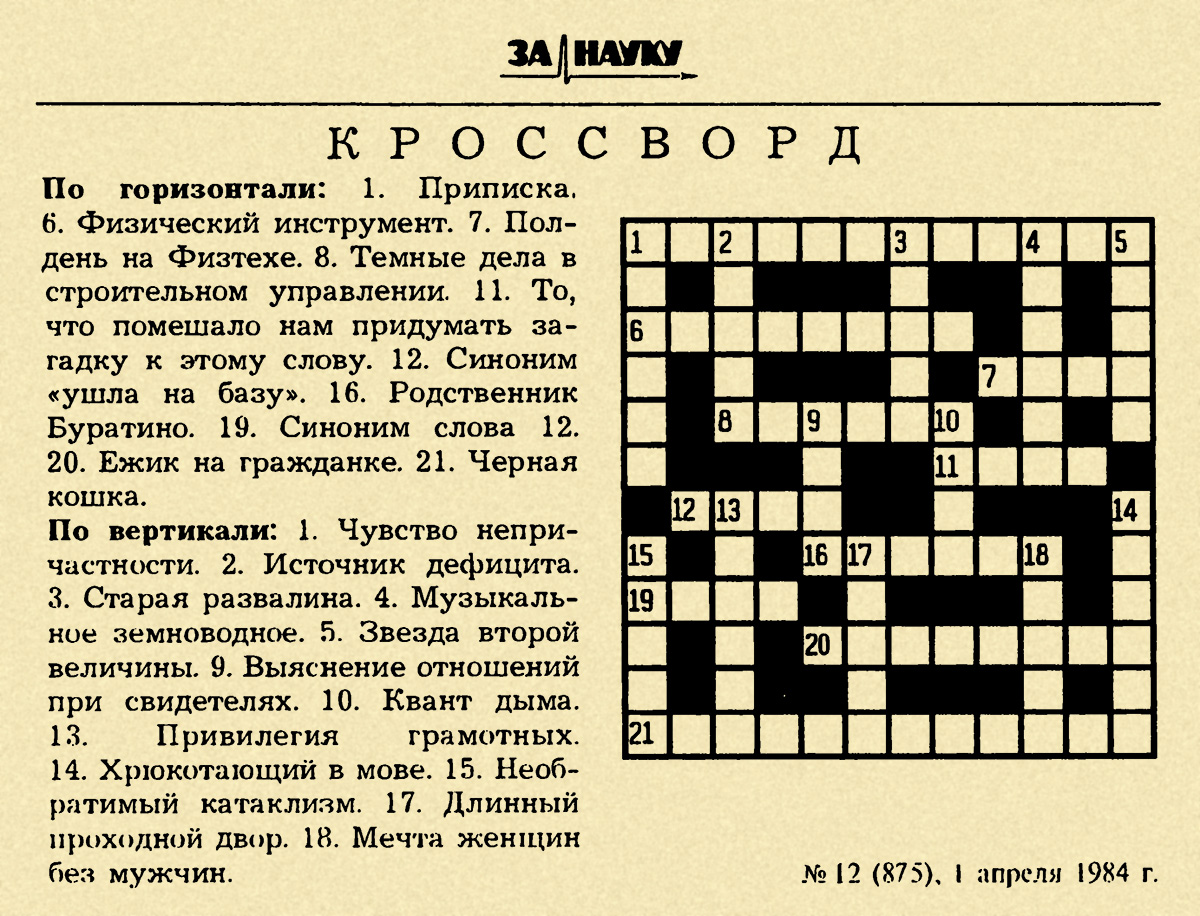 ЗА НАУКУ
КРОССВОРД
По горизонтали: 1. Приписка.
6. Физический инструмент. 7. Пол-
день на Физтехе. 8. Темные дела в
строительном управлении. 11. То,
что помешало нам придумать за-
гадку к этому слову. 12. Синоним
«ушла на базу». 16. Родственник
Буратино. 19. Синоним слова 12.
20. Ежик на гражданке. 21. Черная
кошка.
По вертикали: 1. Чувство непри-
частности. 2. Источник дефицита.
3. Старая развалина. 4. Музыкаль-
ное земноводное. 5. Звезда второй
величины. 9. Выяснение отношений
при свидетелях. 10. Квант дыма.
13. Привилегия грамотных.
14. Хрюкотающий в мове. 15. Необ-
ратимый катаклизм. 17. Длинный
проходной двор. 18. Мечта женщин
без мужчин.
1 2 3 4 5
6
7
8 9 10
11
12 13 14
15 16 17 18
19
20
21
№ 12 (875), 1 апреля 1984 г.